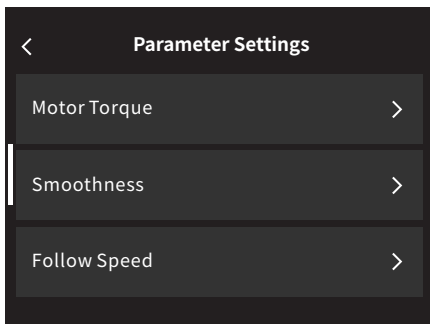 Parameter Settings
Motor Torque
Smoothness
Follow Speed